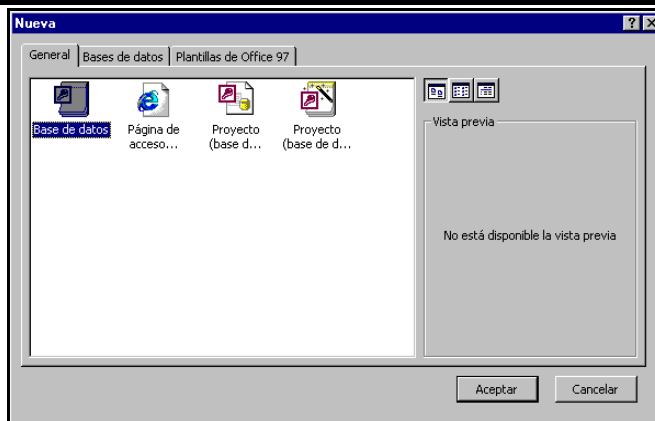 Nueva
General
Bases de datos
Plantillas de Office 97
Base de datos
Página de
acceso...
Proyecto
(base d...
Proyecto
(base de d...
Vista previa
No está disponible la vista previa
Aceptar
Cancelar